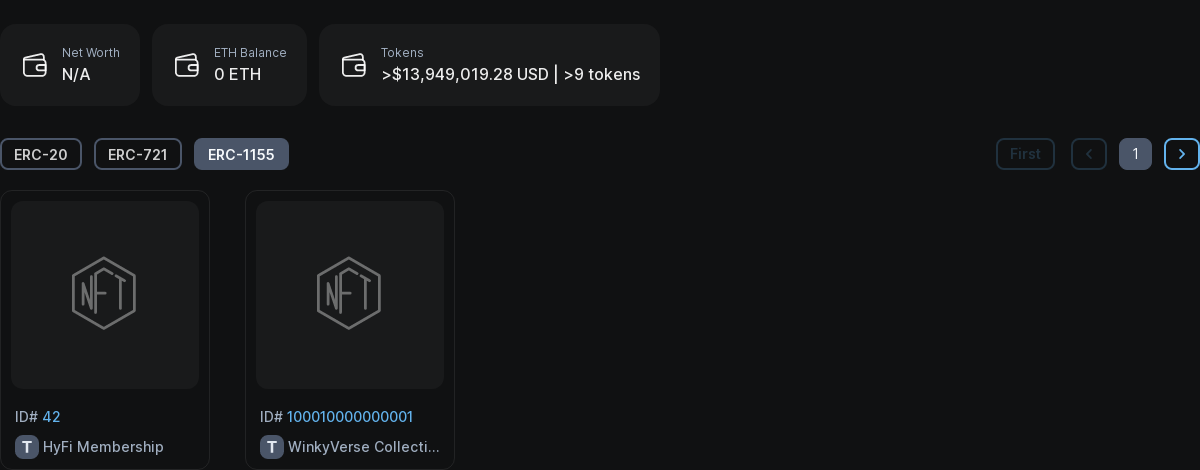 Net Worth
N/A
ETH Balance
0 ETH
Tokens
>$13,949,019.28 USD | >9 tokens
ERC-20
ERC-721
ERC-1155
First
1
NFT
NFT
ID# 42
T HyFi Membership
ID# 100010000000001
T WinkyVerse Collecti...